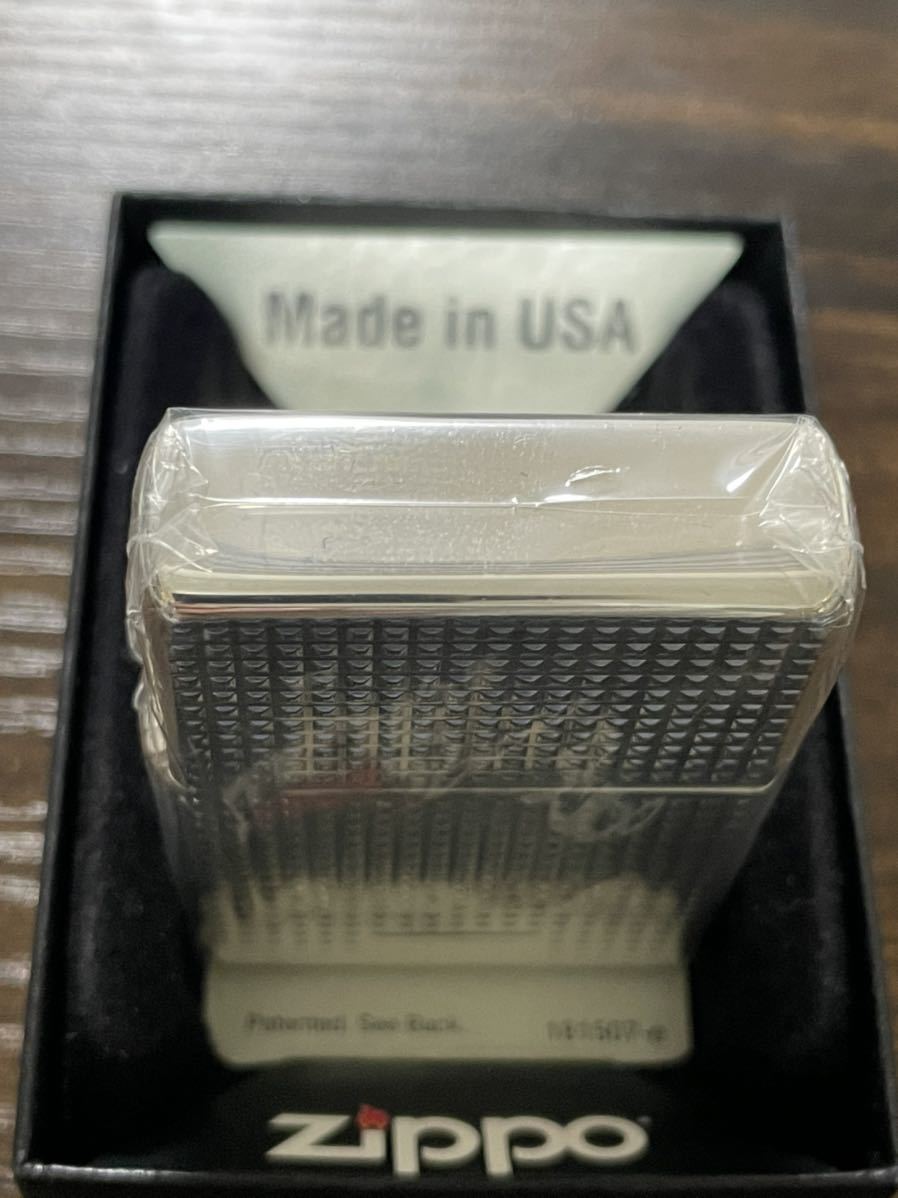 Made in USA
Patented. See Back.
zippo